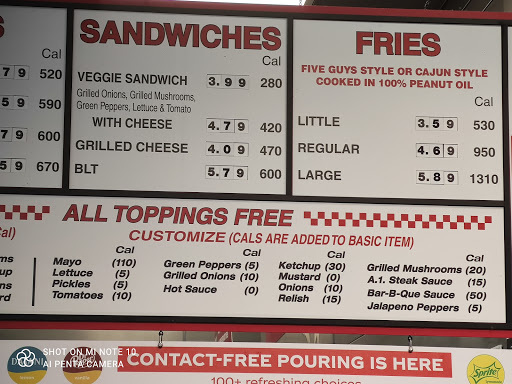 S
SANDWICHES
FRIES
Cal
Cal
FIVE GUYS STYLE OR CAJUN STYLE
COOKED IN 100% PEANUT OIL
79 520
VEGGIE SANDWICH 3.99 280
Grilled Onions, Grilled Mushrooms,
Green Peppers, Lettuce & Tomato
Cal
59 590
WITH CHEESE 4.79 420
LITTLE 3.59 530
79 600
GRILLED CHEESE 4.09 470
REGULAR 4.69 950
59 670
BLT 5.79 600
LARGE 5.89 1310
ALL TOPPINGS FREE
CUSTOMIZE (CALS ARE ADDED TO BASIC ITEM)
Cal)
Cal
Mayo (110)
Lettuce (5)
Pickles (5)
Tomatoes (10)
Cal
Green Peppers (5)
Grilled Onions (10)
Hot Sauce (0)
Cal
Ketchup (30)
Mustard (0)
Onions (10)
Relish (15)
Cal
Grilled Mushrooms (20)
A.1. Steak Sauce (15)
Bar-B-Que Sauce (50)
Jalapeno Peppers (5)
CONTACT-FREE POURING IS HERE
100+ refreshing choices
Sprite
SHOT ON MI NOTE 10
AI PENTA CAMERA